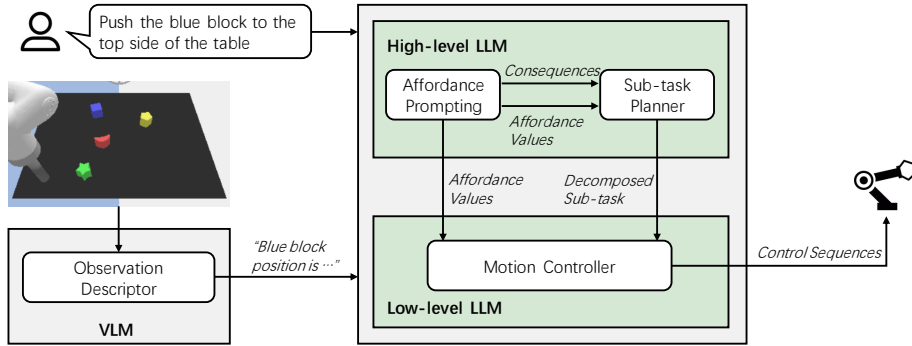 Push the blue block to the
top side of the table
High-level LLM
Affordance
Prompting
Consequences
Affordance
Values
Sub-task
Planner
Affordance
Values
Decomposed
Sub-task
Observation
Descriptor
VLM
“Blue block
position is ···”
Motion Controller
Low-level LLM
Control Sequences